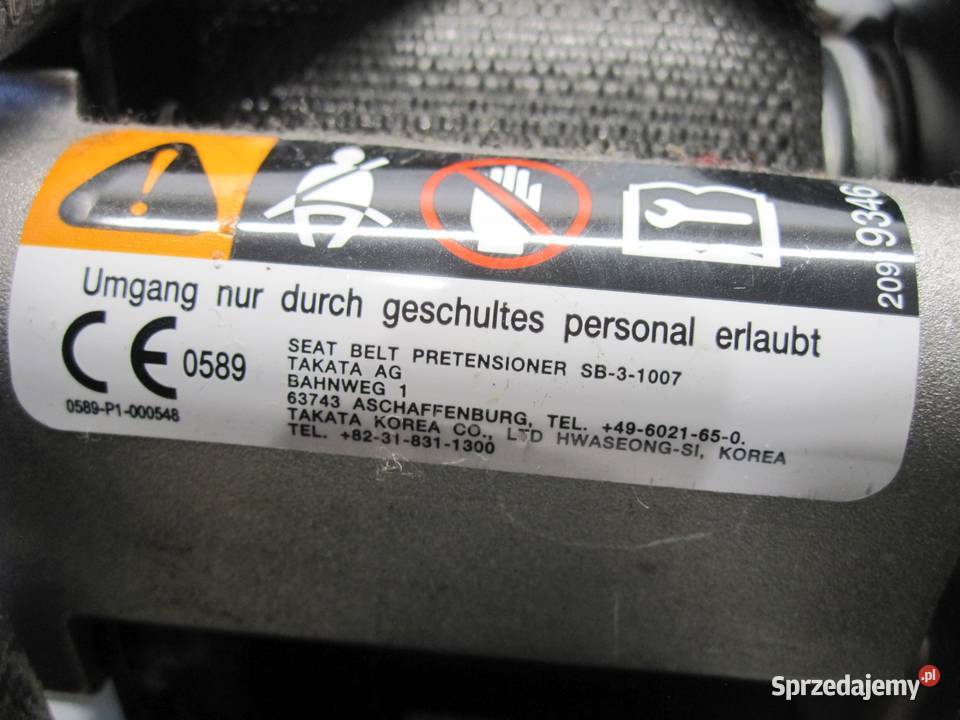 2095 9346
Umgang nur durch geschultes personal erlaubt
CE 0589
0589-P1-000548
SEAT BELT PRETENSIONER SB-3-1007
TAKATA AG
BAHNWEG 1
63743 ASCHAFFENBURG, TEL. +49-6021-65-0.
TAKATA KOREA CO., LTD HWASEONG-SI, KOREA
TEL. +82-31-831-1300
Sprzedajemy.pl